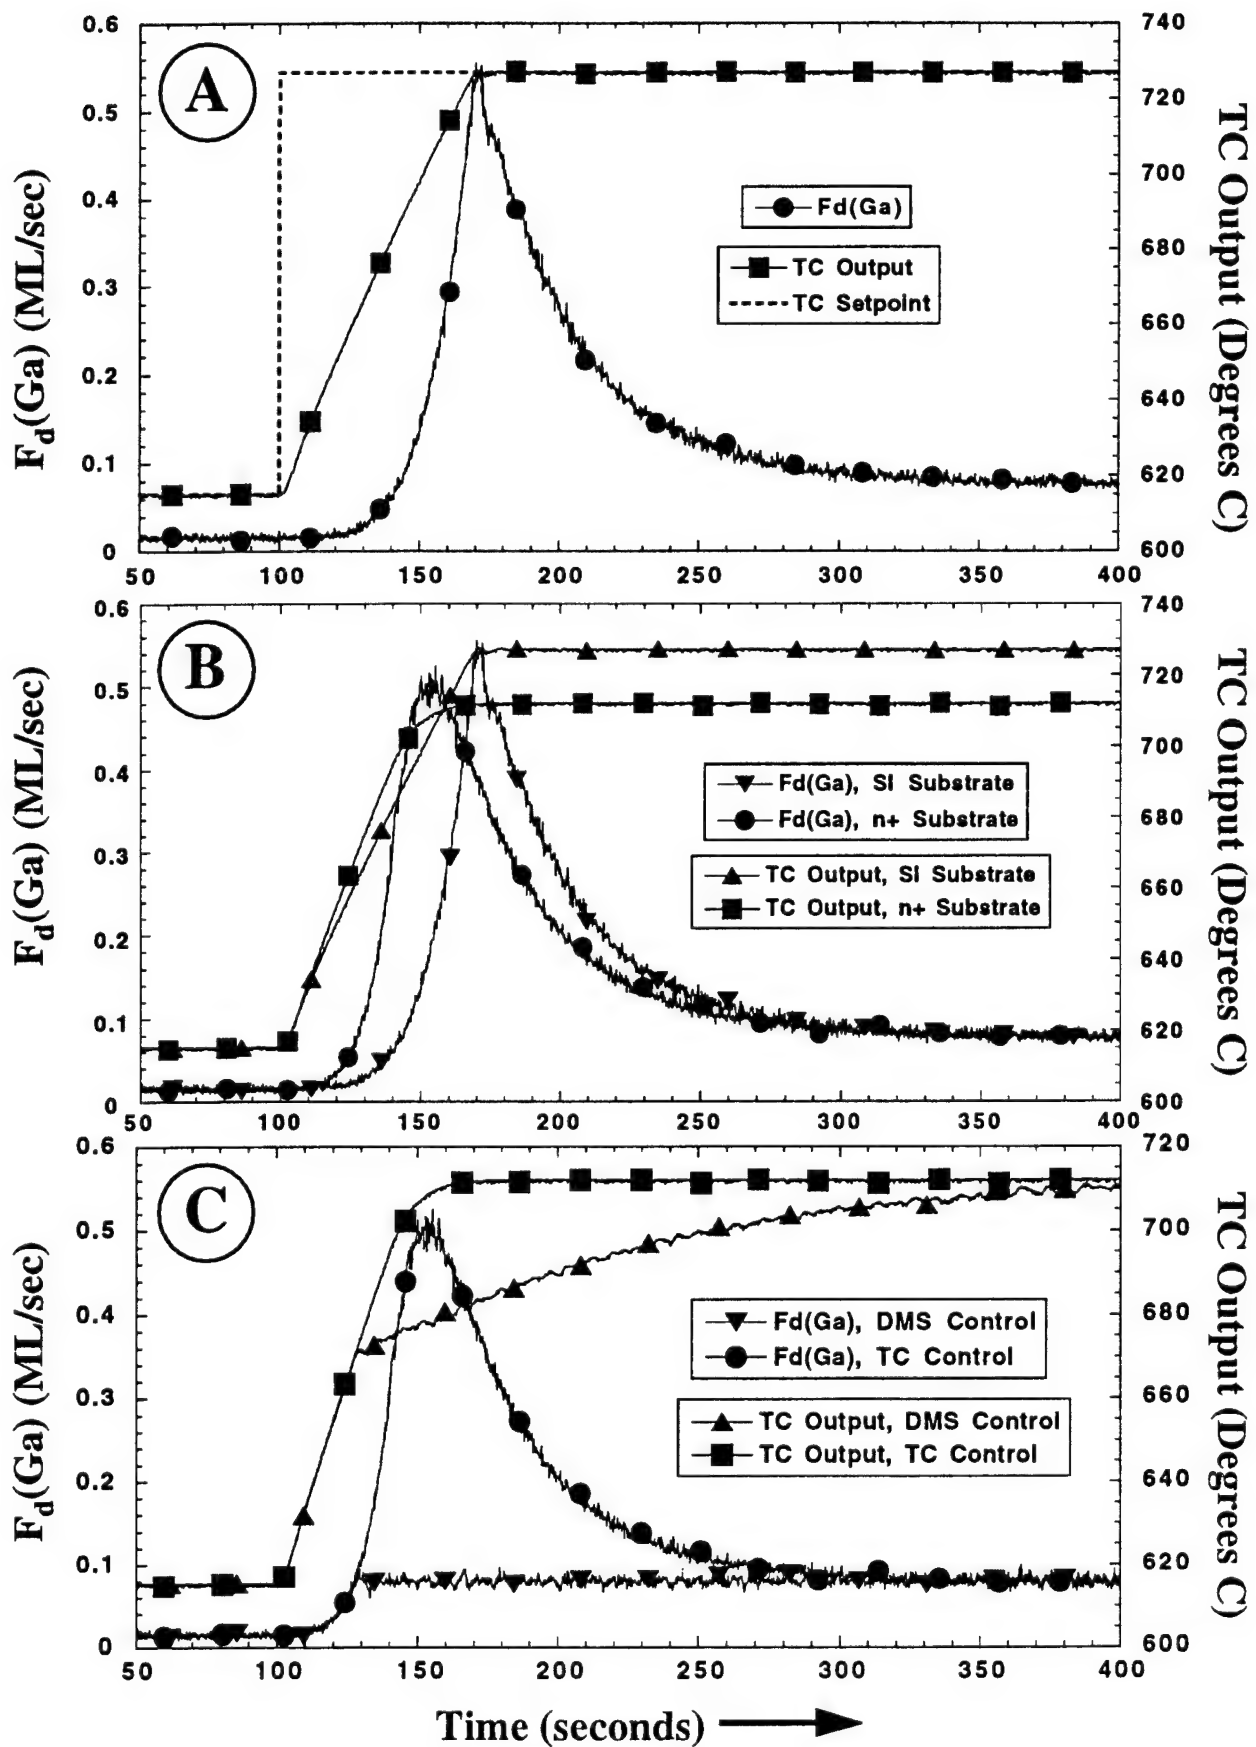 A
F_d(Ga) (ML/sec)
TC Output (Degrees C)
0.6
0.5
0.4
0.3
0.2
0.1
0
740
720
700
680
660
640
620
600
Fd(Ga)
TC Output
TC Setpoint
50 100 150 200 250 300 350 400
B
F_d(Ga) (ML/sec)
TC Output (Degrees C)
0.6
0.5
0.4
0.3
0.2
0.1
0
740
720
700
680
660
640
620
600
Fd(Ga), SI Substrate
Fd(Ga), n+ Substrate
TC Output, SI Substrate
TC Output, n+ Substrate
50 100 150 200 250 300 350 400
C
F_d(Ga) (ML/sec)
TC Output (Degrees C)
0.6
0.5
0.4
0.3
0.2
0.1
0
720
700
680
660
640
620
600
Fd(Ga), DMS Control
Fd(Ga), TC Control
TC Output, DMS Control
TC Output, TC Control
50 100 150 200 250 300 350 400
Time (seconds)